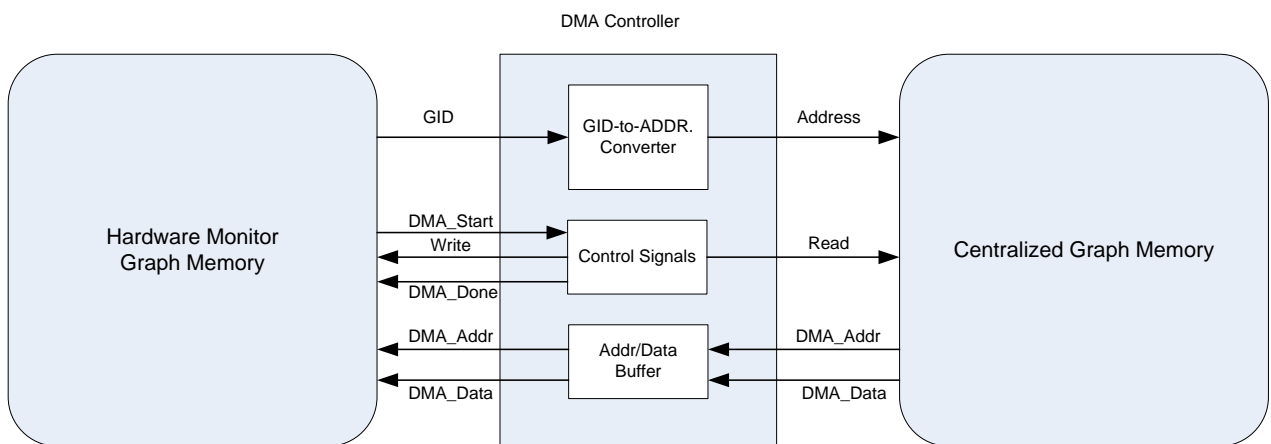 DMA Controller
GID
GID-to-ADDR.
Converter
Address
Hardware Monitor
Graph Memory
DMA_Start
Write
DMA_Done
Control Signals
Read
Centralized Graph Memory
DMA_Addr
DMA_Data
Addr/Data
Buffer
DMA_Addr
DMA_Data